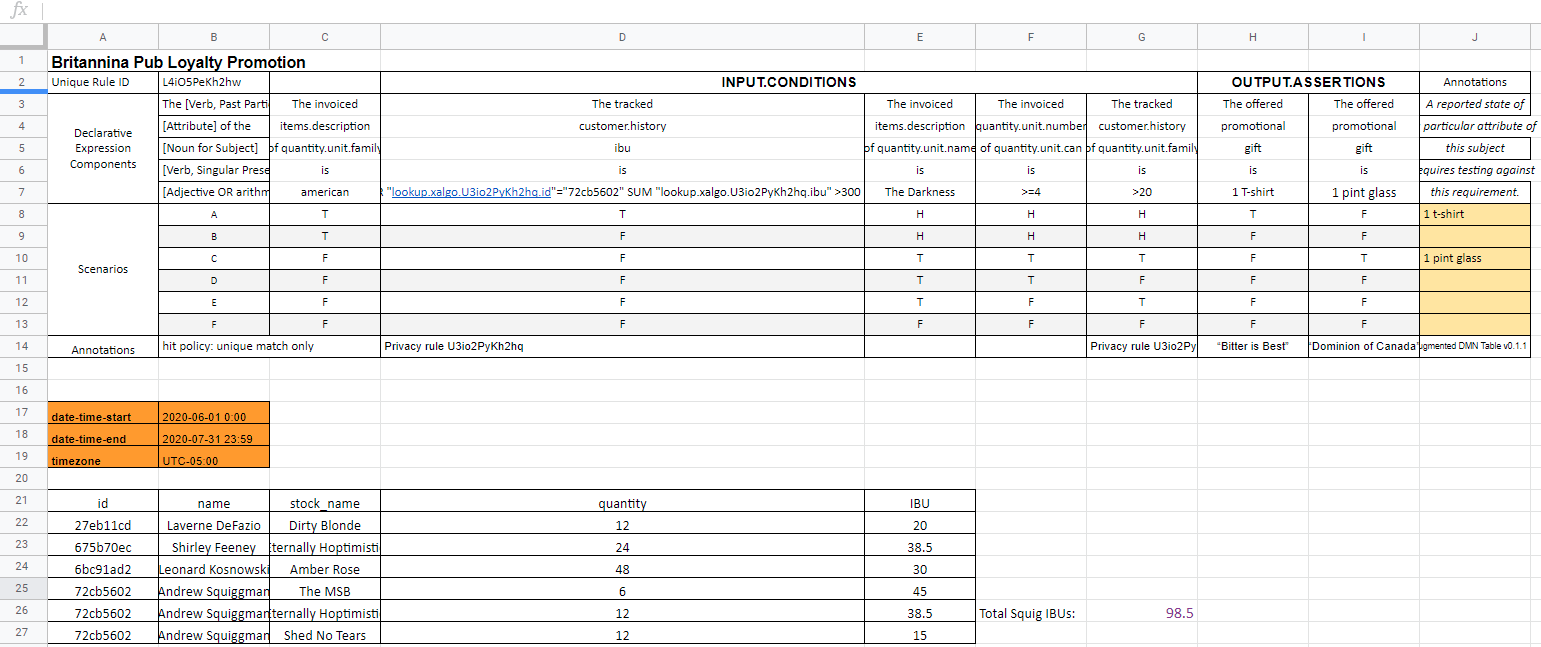 fx
A B C D E F G H I J
1 Britannina Pub Loyalty Promotion
2 Unique Rule ID L4iO5PeKh2hw INPUT.CONDITIONS OUTPUT.ASSERTIONS Annotations
3 The [Verb, Past Parti The invoiced The tracked The invoiced The invoiced The tracked The offered The offered A reported state of
4 [Attribute] of the items.description customer.history items.description quantity.unit.number customer.history promotional promotional particular attribute of
Declarative Expression Components
5 [Noun for Subject] of quantity.unit.family ibu of quantity.unit.name of quantity.unit.can of quantity.unit.family gift gift this subject
6 [Verb, Singular Prese is is is is is is is equires testing against
7 [Adjective OR arithm american "lookup.xalgo.U3io2PyKh2hq.id"="72cb5602" SUM "lookup.xalgo.U3io2PyKh2hq.ibu" >300 The Darkness >=4 >20 1 T-shirt 1 pint glass this requirement.
8 A T T H H H T F 1 t-shirt
9 B T F H H H F F
10 C F F T T T F T 1 pint glass
Scenarios
11 D F F T T F F F
12 E F F T F T F F
13 F F F F F F F F
14 Annotations hit policy: unique match only Privacy rule U3io2PyKh2hq Privacy rule U3io2Py "Bitter is Best" "Dominion of Canada" ugmented DMN Table v0.1.1
15
16
17 date-time-start 2020-06-01 0:00
18 date-time-end 2020-07-31 23:59
19 timezone UTC-05:00
20
21 id name stock_name quantity IBU
22 27eb11cd Laverne DeFazio Dirty Blonde 12 20
23 675b70ec Shirley Feeney ternally Hoptimisti 24 38.5
24 6bc91ad2 Leonard Kosnowski Amber Rose 48 30
25 72cb5602 Andrew Squiggman The MSB 6 45
26 72cb5602 Andrew Squiggman ternally Hoptimisti 12 38.5 Total Squig IBUs: 98.5
27 72cb5602 Andrew Squiggman Shed No Tears 12 15